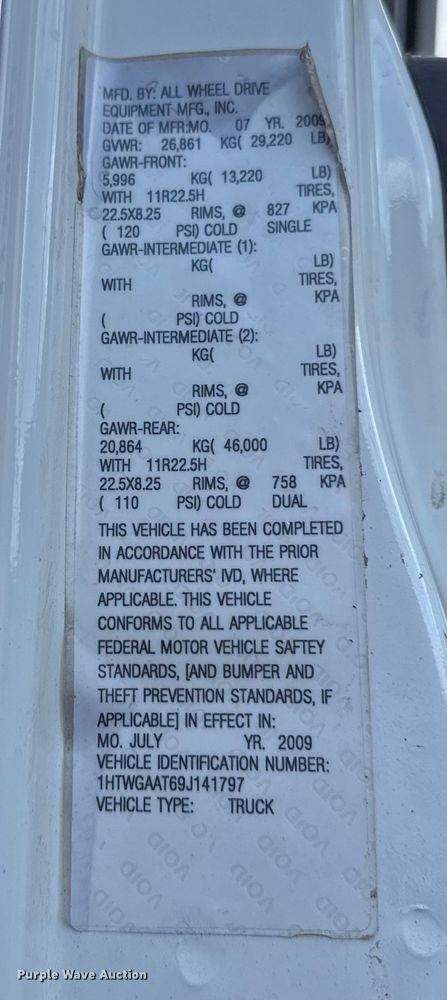 MFD. BY: ALL WHEEL DRIVE
EQUIPMENT MFG., INC.
DATE OF MFR:MO. 07 YR. 2009
GVWR: 26,861 KG( 29,220 LB)
GAWR-FRONT:
5,996 KG( 13,220 LB)
WITH 11R22.5H TIRES,
22.5X8.25 RIMS, @ 827 KPA
( 120 PSI) COLD SINGLE
GAWR-INTERMEDIATE (1):
KG( LB)
WITH TIRES,
RIMS, @ KPA
( PSI) COLD
GAWR-INTERMEDIATE (2):
KG( LB)
WITH TIRES,
RIMS, @ KPA
( PSI) COLD
GAWR-REAR:
20,864 KG( 46,000 LB)
WITH 11R22.5H TIRES,
22.5X8.25 RIMS, @ 758 KPA
( 110 PSI) COLD DUAL
THIS VEHICLE HAS BEEN COMPLETED
IN ACCORDANCE WITH THE PRIOR
MANUFACTURERS' IVD, WHERE
APPLICABLE. THIS VEHICLE
CONFORMS TO ALL APPLICABLE
FEDERAL MOTOR VEHICLE SAFTEY
STANDARDS, [AND BUMPER AND
THEFT PREVENTION STANDARDS, IF
APPLICABLE] IN EFFECT IN:
MO. JULY YR. 2009
VEHICLE IDENTIFICATION NUMBER:
1HTWGAAT69J141797
VEHICLE TYPE: TRUCK
Purple Wave Auction